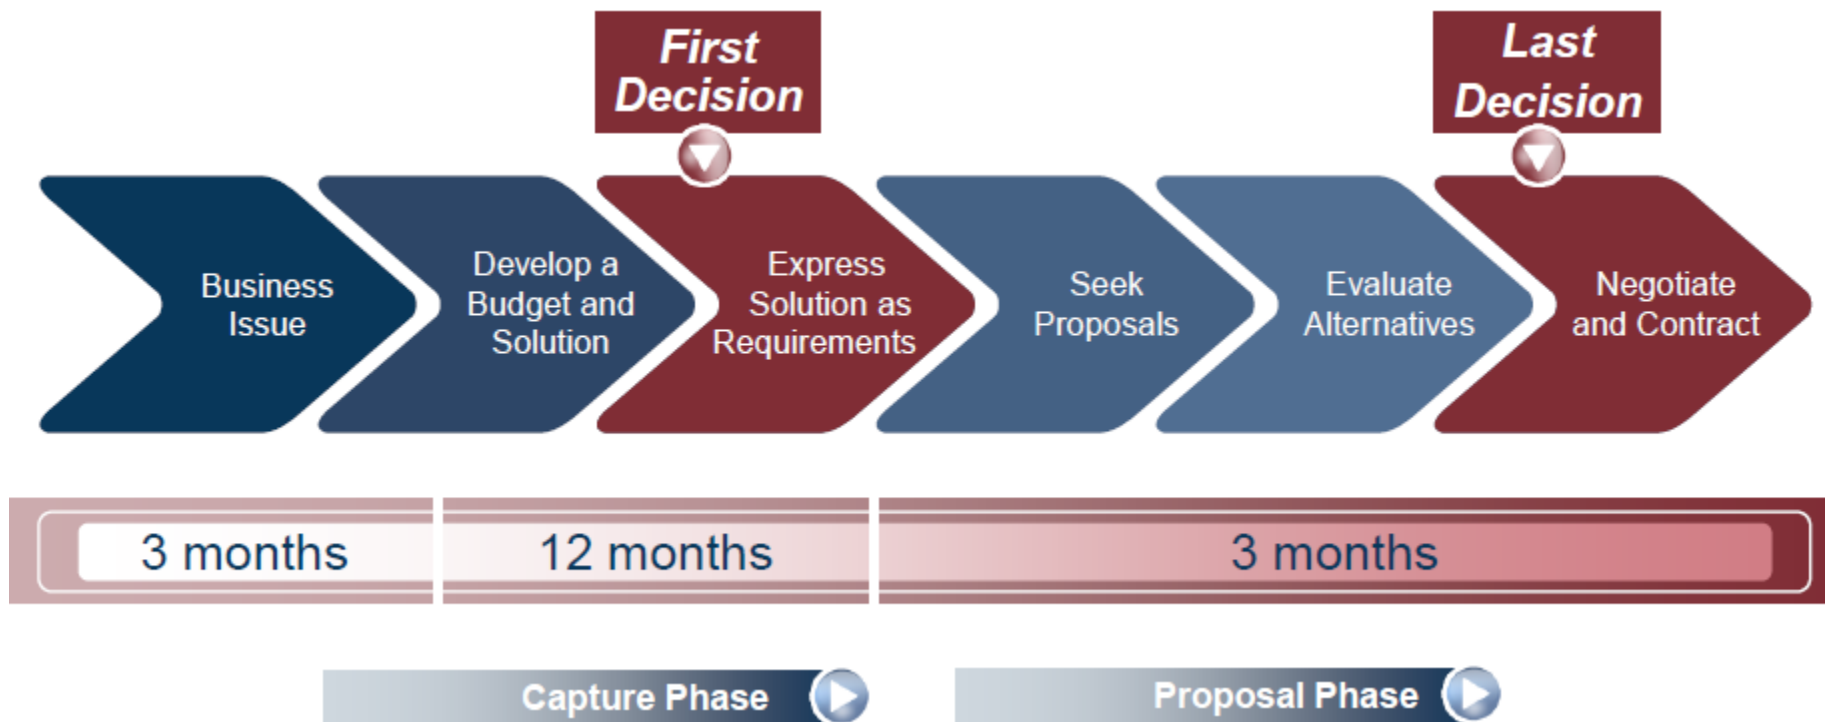 First
Decision
Last
Decision
Business
Issue
Develop a
Budget and
Solution
Express
Solution as
Requirements
Seek
Proposals
Evaluate
Alternatives
Negotiate
and Contract
3 months
12 months
3 months
Capture Phase
Proposal Phase